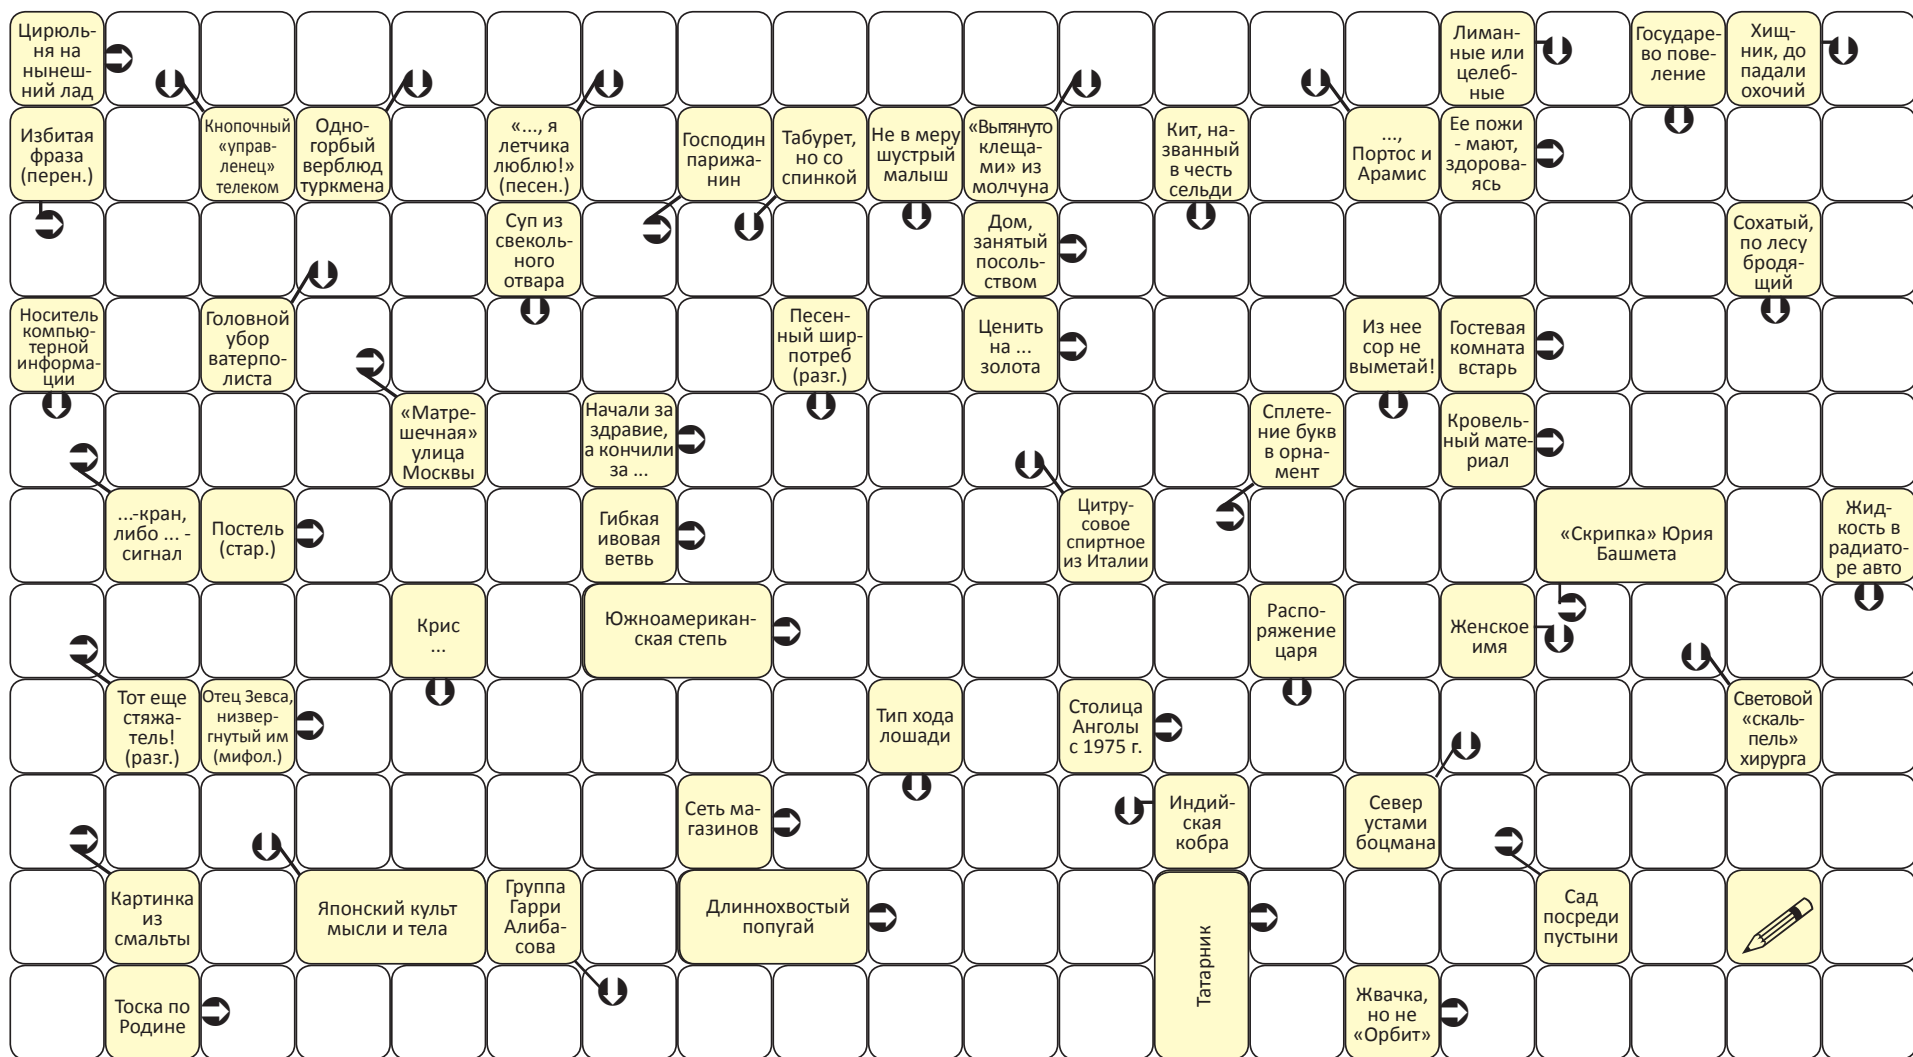 Цирюль-
ня на
нынеш-
ний лад
Лиман-
ные или
целеб-
ные
Государе-
во пове-
ление
Хищ-
ник, до
падали
охочий
Избитая
фраза
(перен.)
Кнопочный
«управ-
ленец»
телеком
Одно-
горбый
верблюд
туркмена
«..., я
летчика
люблю!»
(песен.)
Господин
парижа-
нин
Табурет,
но со
спинкой
Не в меру
шустрый
малыш
«Вытянуто
клеща-
ми» из
молчуна
Кит, на-
званный
в честь
сельди
...,
Портос и
Арамис
Ее пожи
- мают,
здорова-
ясь
Суп из
свеколь-
ного
отвара
Дом,
занятый
посоль-
ством
Сохатый,
по лесу
бродя-
щий
Носитель
компью-
терной
информа-
ции
Головной
убор
ватерпо-
листа
Песен-
ный шир-
потреб
(разг.)
Ценить
на ...
золота
Из нее
сор не
выметай!
Гостевая
комната
встарь
«Матре-
шечная»
улица
Москвы
Начали за
здравие,
а кончили
за ...
Сплете-
ние букв
в орна-
мент
Кровель-
ный мате-
риал
...-кран,
либо ... -
сигнал
Постель
(стар.)
Гибкая
ивовая
ветвь
Цитру-
совое
спиртное
из Италии
«Скрипка» Юрия
Башмета
Жид-
кость в
радиато-
ре авто
Крис
...
Южноамерикан-
ская степь
Распо-
ряжение
царя
Женское
имя
Тот еще
стяжа-
тель!
(разг.)
Отец Зевса,
низвер-
гнутый им
(мифол.)
Тип хода
лошади
Столица
Анголы
с 1975 г.
Световой
«скаль-
пель»
хирурга
Сеть ма-
газинов
Индий-
ская
кобра
Север
устами
боцмана
Картинка
из
смальты
Японский культ
мысли и тела
Группа
Гарри
Алиба-
сова
Длиннохвостый
попугай
Татарник
Сад
посреди
пустыни
Тоска по
Родине
Жвачка,
но не
«Орбит»